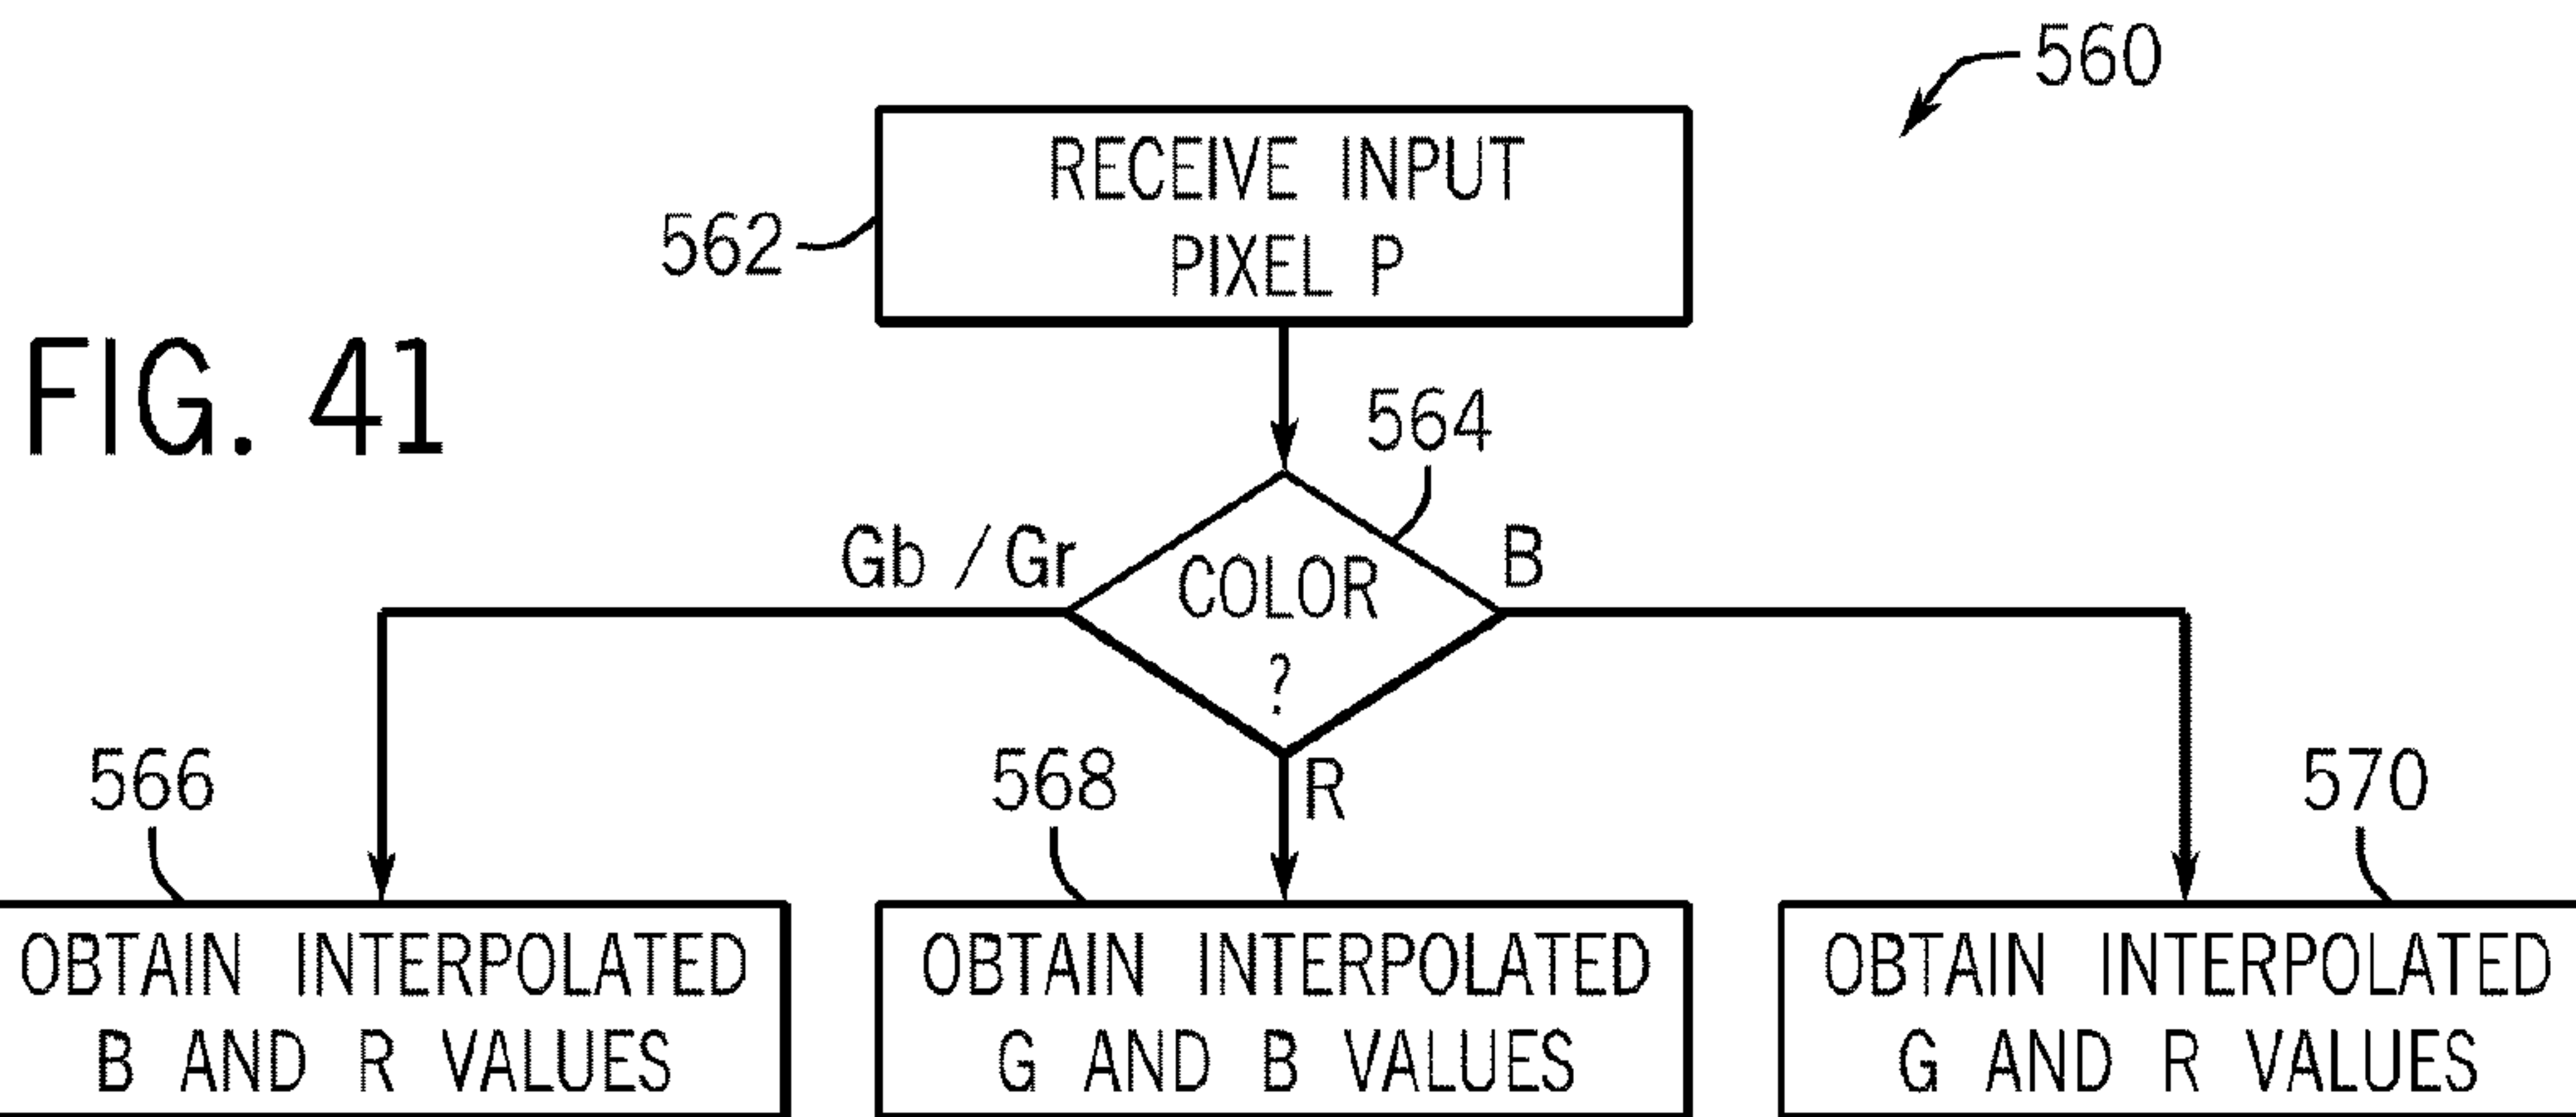 560
RECEIVE INPUT
PIXEL P
562
FIG. 41
564
Gb /Gr
COLOR
?
B
R
566
568
570
OBTAIN INTERPOLATED
B AND R VALUES
OBTAIN INTERPOLATED
G AND B VALUES
OBTAIN INTERPOLATED
G AND R VALUES